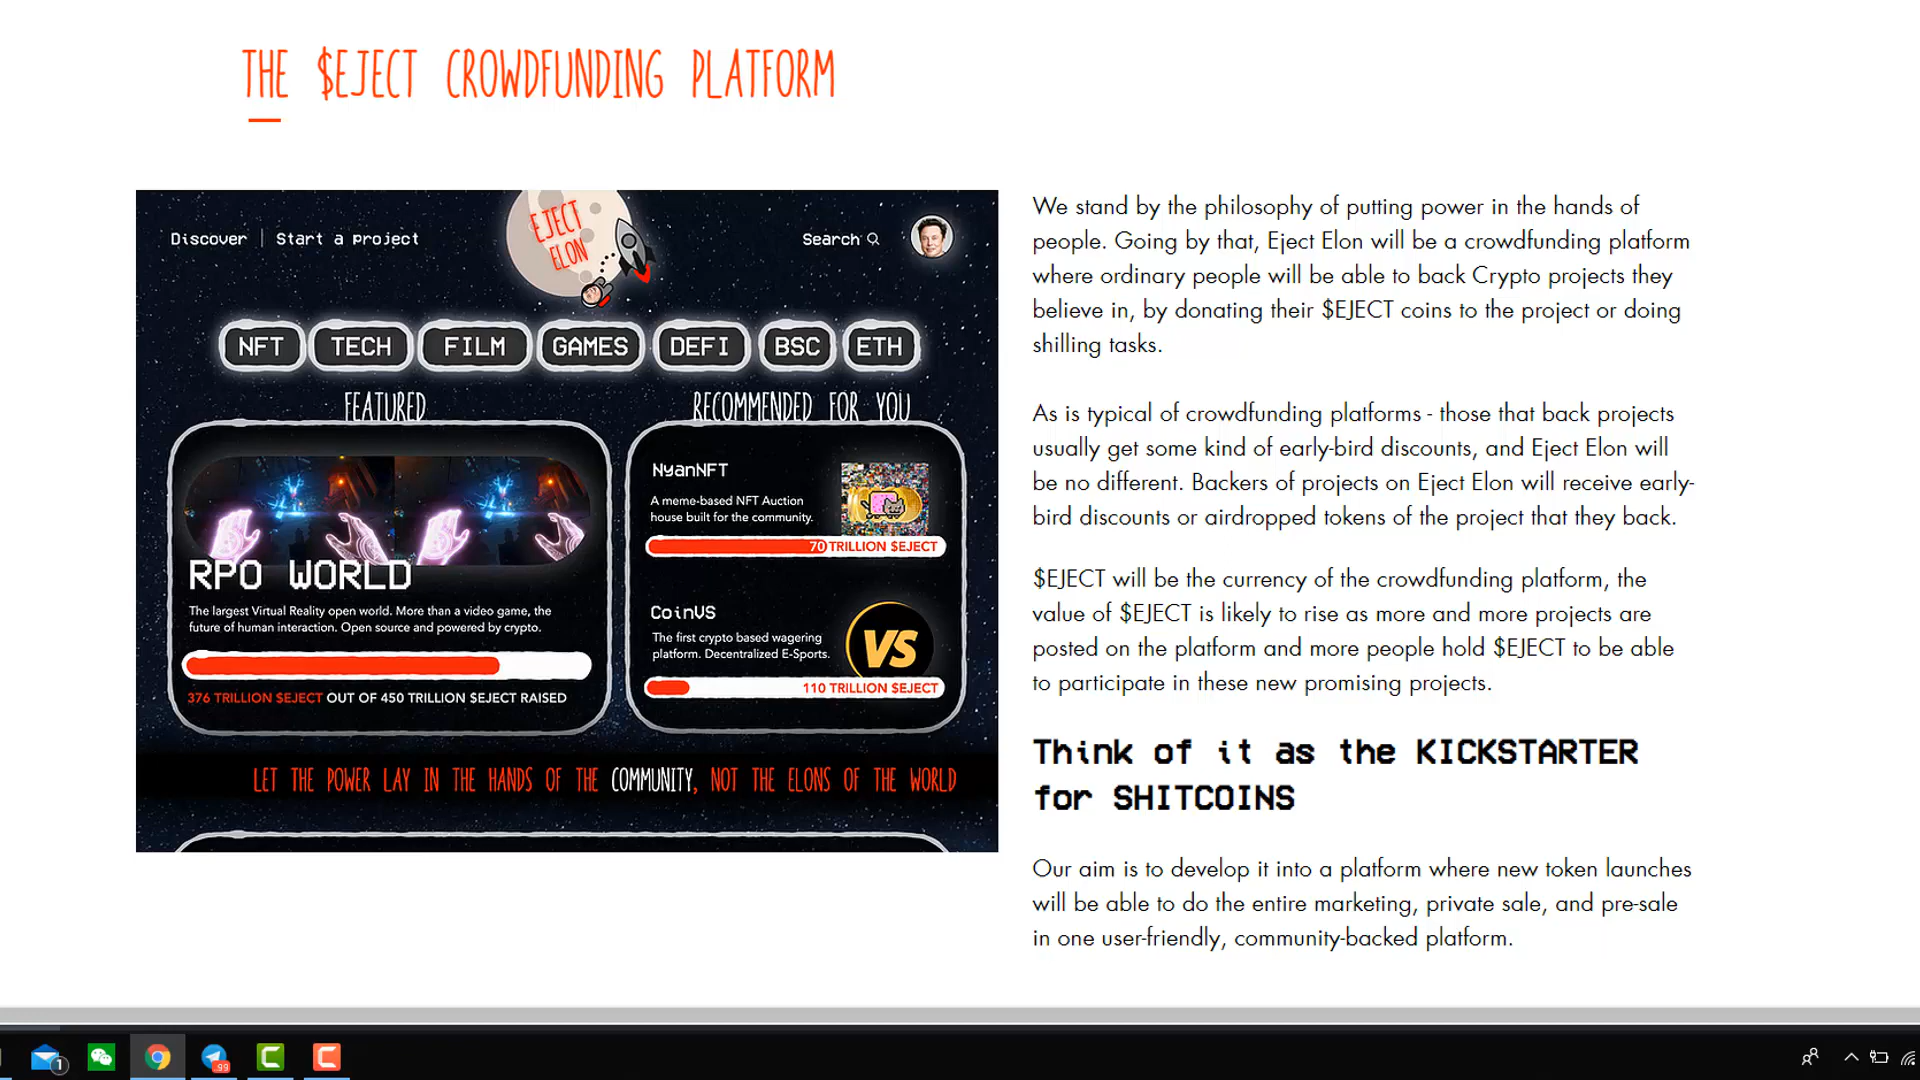 THE $EJECT CROWDFUNDING PLATFORM
Discover | Start a project
EJECT
ELON
Search
NFT TECH FILM GAMES DEFI BSC ETH
FEATURED
RECOMMENDED FOR YOU
RPO WORLD
The largest Virtual Reality open world. More than a video game, the
future of human interaction. Open source and powered by crypto.
376 TRILLION $EJECT OUT OF 450 TRILLION $EJECT RAISED
NyanNFT
A meme-based NFT Auction
house built for the community.
70 TRILLION $EJECT
CoinVS
The first crypto based wagering
platform. Decentralized E-Sports.
VS
110 TRILLION $EJECT
LET THE POWER LAY IN THE HANDS OF THE COMMUNITY, NOT THE ELONS OF THE WORLD
We stand by the philosophy of putting power in the hands of
people. Going by that, Eject Elon will be a crowdfunding platform
where ordinary people will be able to back Crypto projects they
believe in, by donating their $EJECT coins to the project or doing
shilling tasks.
As is typical of crowdfunding platforms - those that back projects
usually get some kind of early-bird discounts, and Eject Elon will
be no different. Backers of projects on Eject Elon will receive early-
bird discounts or airdropped tokens of the project that they back.
$EJECT will be the currency of the crowdfunding platform, the
value of $EJECT is likely to rise as more and more projects are
posted on the platform and more people hold $EJECT to be able
to participate in these new promising projects.
Think of it as the KICKSTARTER
for SHITCOINS
Our aim is to develop it into a platform where new token launches
will be able to do the entire marketing, private sale, and pre-sale
in one user-friendly, community-backed platform.
1
99